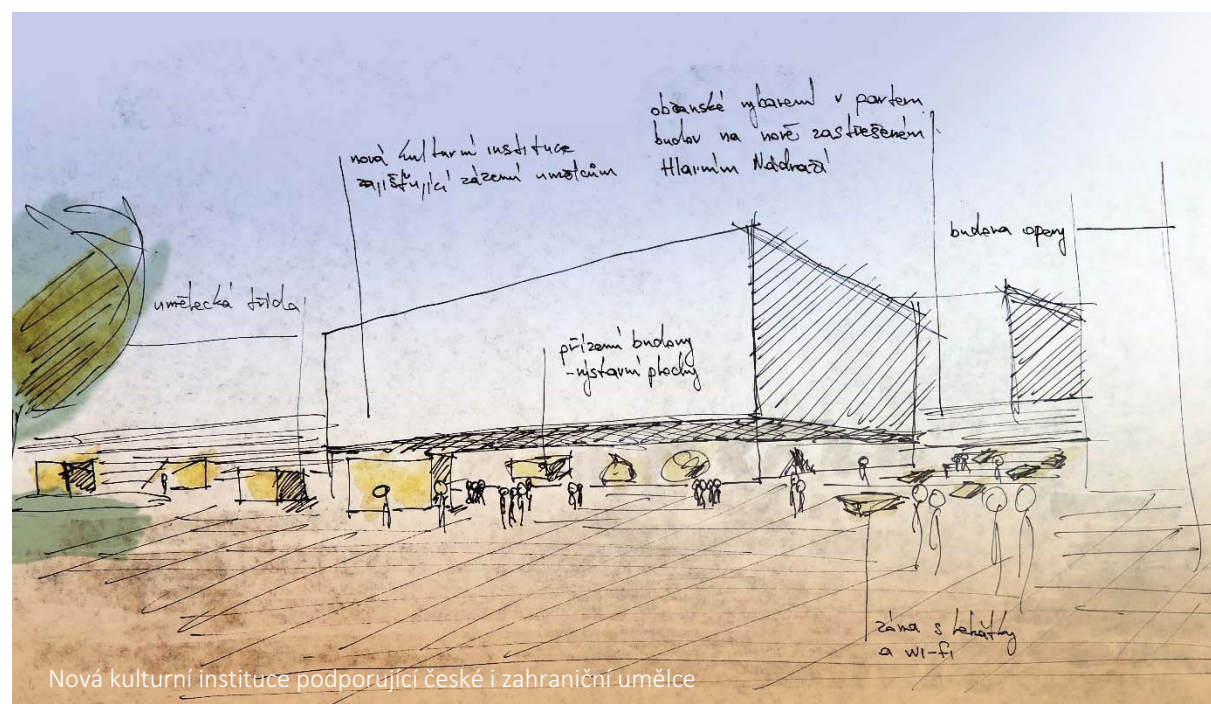 nová kulturní instituce
zajišťující zázemí umělcům
občanské vybavení v parteru
budov na nově zastřešeném
Hlavním Nádraží
budova opery
umělecká třída
přízemí budovy
-výstavní plochy
zóna s lehátky
a wi-fi
Nová kulturní instituce podporující české i zahraniční umělce